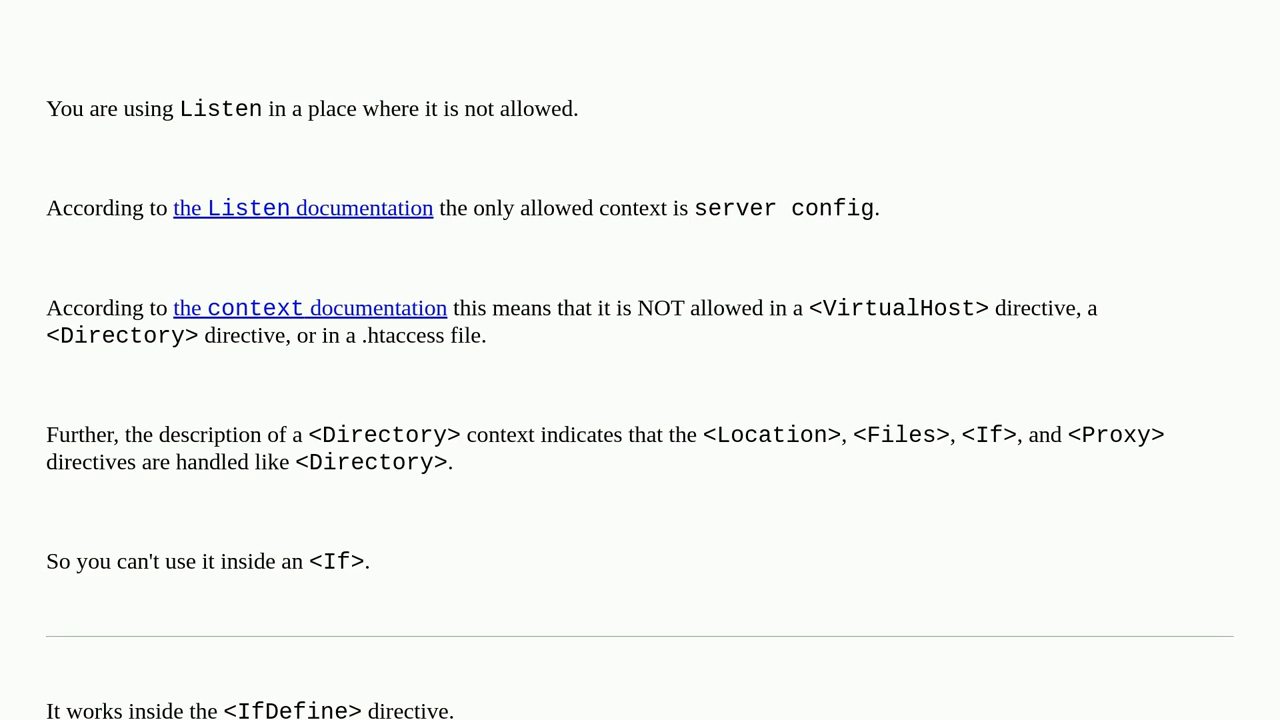 You are using Listen in a place where it is not allowed.
According to the Listen documentation the only allowed context is server config.
According to the context documentation this means that it is NOT allowed in a <VirtualHost> directive, a
<Directory> directive, or in a .htaccess file.
Further, the description of a <Directory> context indicates that the <Location>, <Files>, <If>, and <Proxy>
directives are handled like <Directory>.
So you can't use it inside an <If>.
It works inside the <IfDefine> directive.